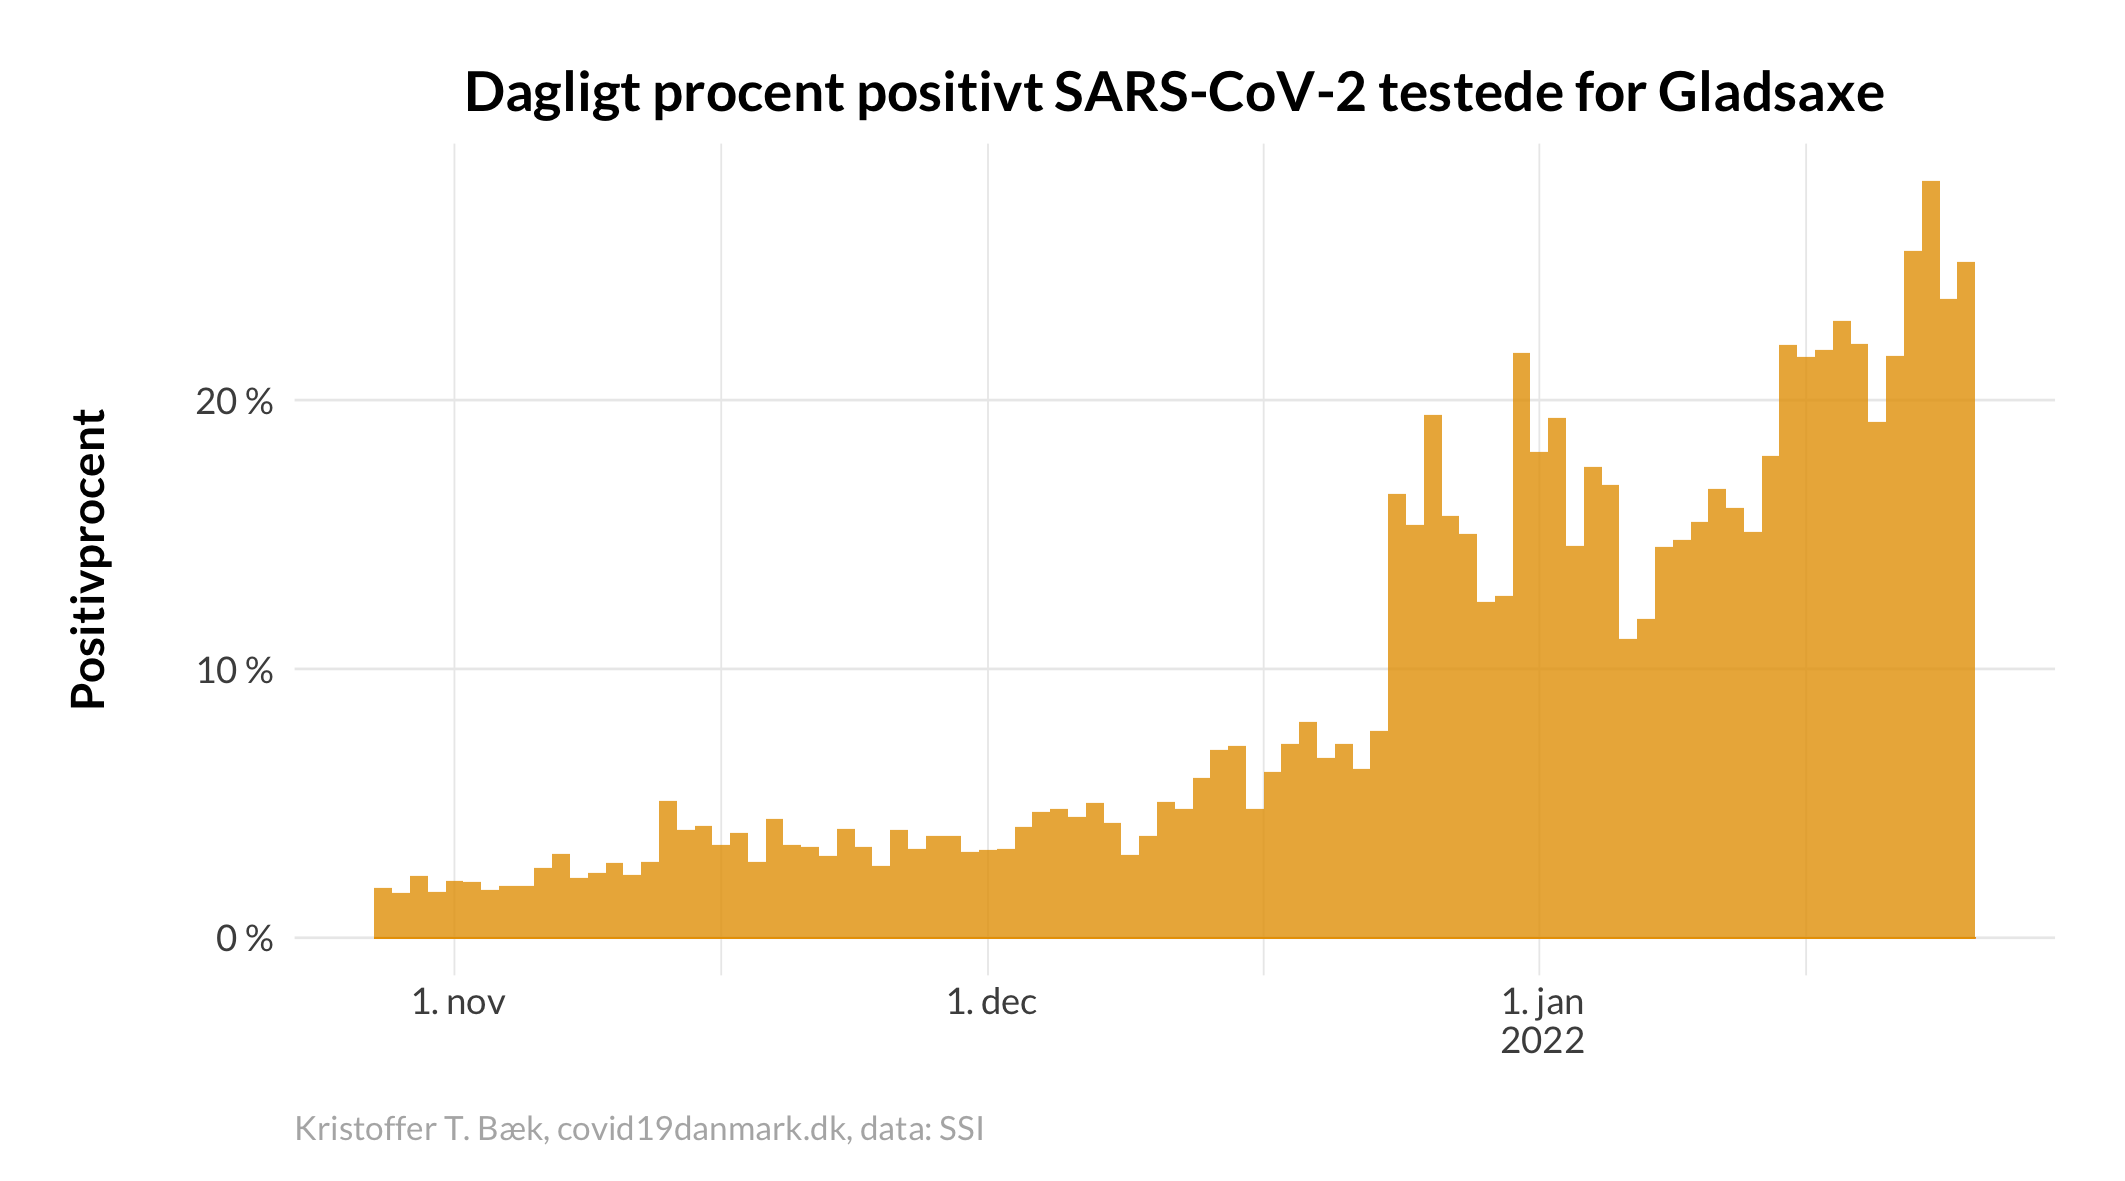 Dagligt procent positivt SARS-CoV-2 testede for Gladsaxe
Positivprocent
20 %
10 %
0 %
1. nov
1. dec
1. jan
2022
Kristoffer T. Bæk, covid19danmark.dk, data: SSI